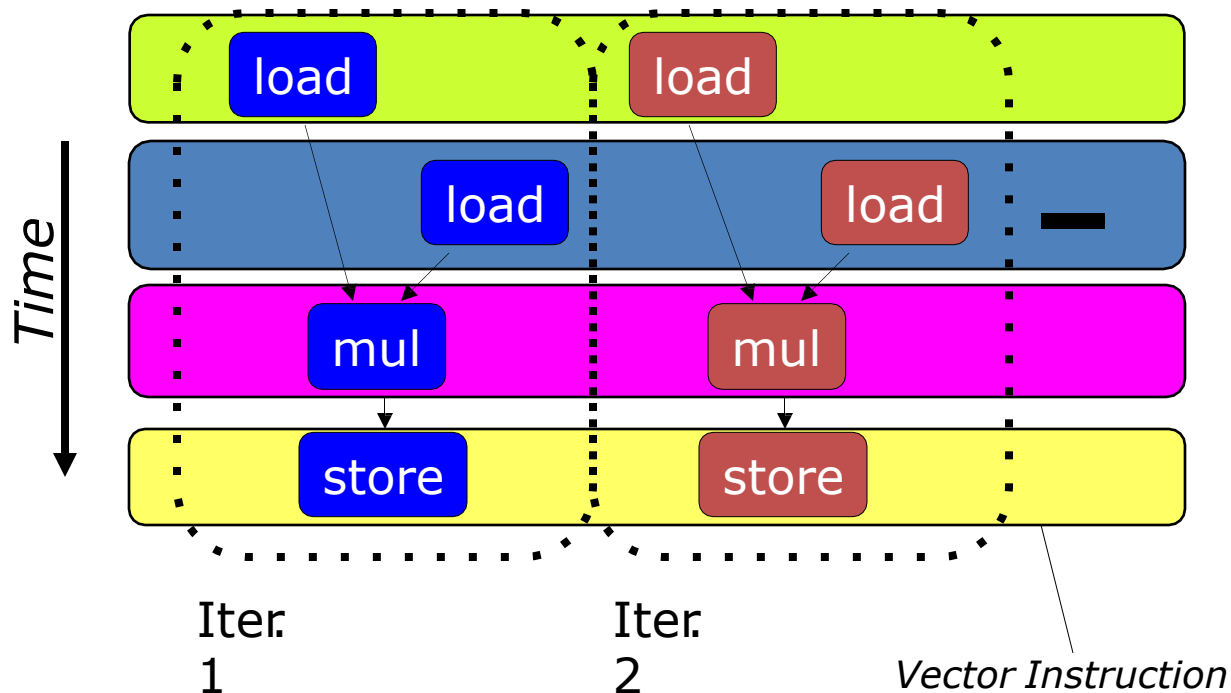 load load
load load
Time
mul mul
store store
Iter. Iter.
1 2
Vector Instruction